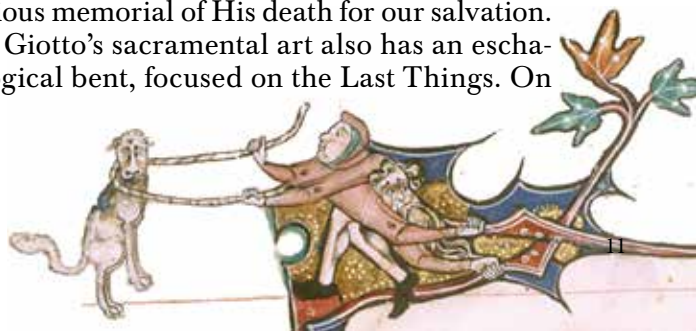 ious memorial of His death for our salvation.
Giotto’s sacramental art also has an escha-
gical bent, focused on the Last Things. On
11